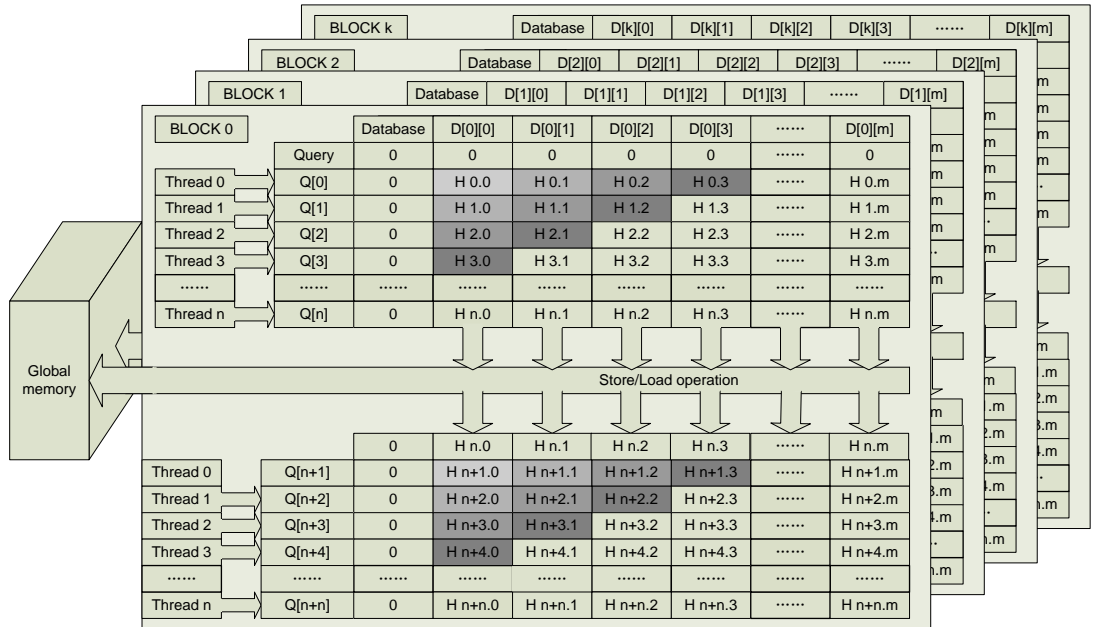 BLOCK k Database D[k][0] D[k][1] D[k][2] D[k][3] ...... D[k][m]
BLOCK 2 Database D[2][0] D[2][1] D[2][2] D[2][3] ...... D[2][m]
BLOCK 1 Database D[1][0] D[1][1] D[1][2] D[1][3] ...... D[1][m]
BLOCK 0 Database D[0][0] D[0][1] D[0][2] D[0][3] ...... D[0][m]
Query 0 0 0 0 0 ...... 0
Thread 0 Q[0] 0 H 0.0 H 0.1 H 0.2 H 0.3 ...... H 0.m
Thread 1 Q[1] 0 H 1.0 H 1.1 H 1.2 H 1.3 ...... H 1.m
Thread 2 Q[2] 0 H 2.0 H 2.1 H 2.2 H 2.3 ...... H 2.m
Thread 3 Q[3] 0 H 3.0 H 3.1 H 3.2 H 3.3 ...... H 3.m
...... ...... ...... ...... ...... ...... ...... ...... ......
Thread n Q[n] 0 H n.0 H n.1 H n.2 H n.3 ...... H n.m
Global
memory
Store/Load operation
0 H n.0 H n.1 H n.2 H n.3 ...... H n.m
Thread 0 Q[n+1] 0 H n+1.0 H n+1.1 H n+1.2 H n+1.3 ...... H n+1.m
Thread 1 Q[n+2] 0 H n+2.0 H n+2.1 H n+2.2 H n+2.3 ...... H n+2.m
Thread 2 Q[n+3] 0 H n+3.0 H n+3.1 H n+3.2 H n+3.3 ...... H n+3.m
Thread 3 Q[n+4] 0 H n+4.0 H n+4.1 H n+4.2 H n+4.3 ...... H n+4.m
...... ...... ...... ...... ...... ...... ...... ...... ......
Thread n Q[n+n] 0 H n+n.0 H n+n.1 H n+n.2 H n+n.3 ...... H n+n.m